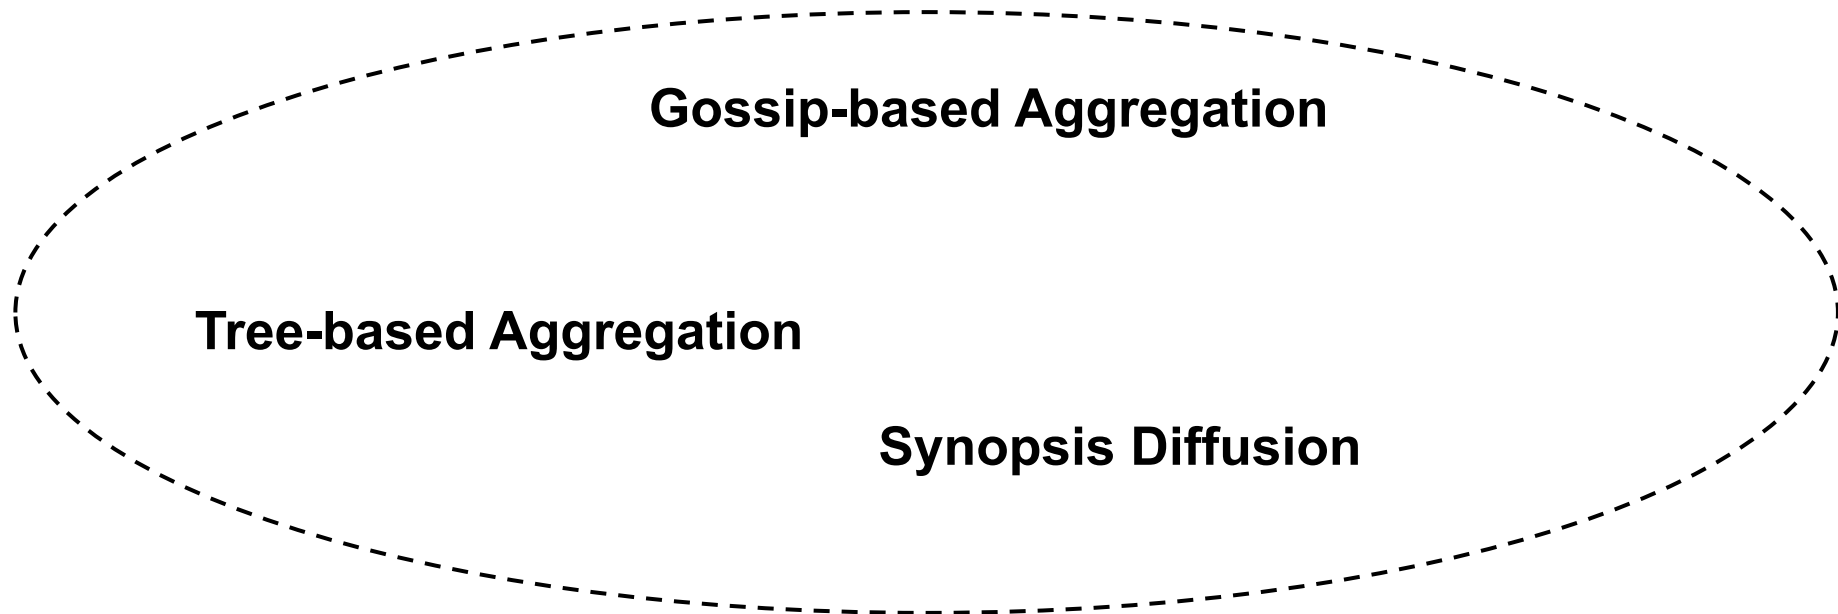 Gossip-based Aggregation
Tree-based Aggregation
Synopsis Diffusion